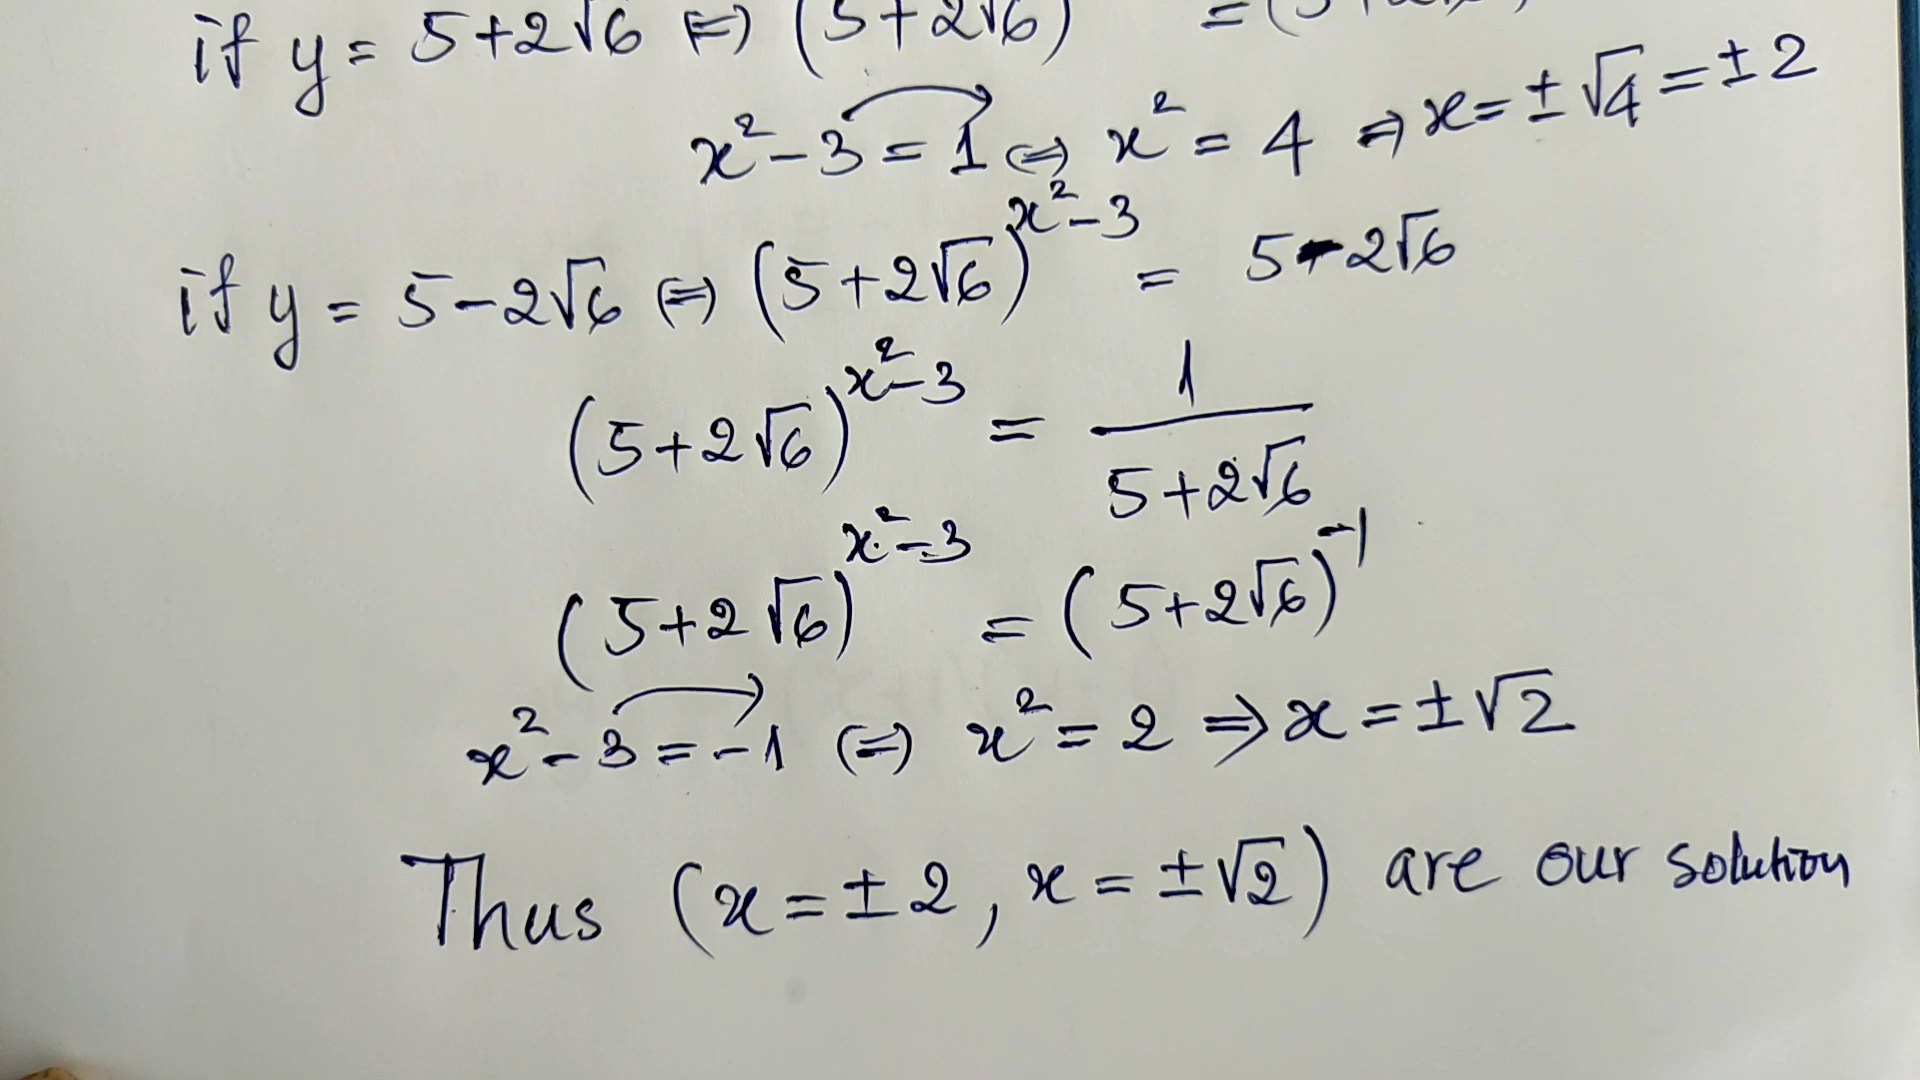 if y = 5+2√6 ⇔ (5+2√6) = (5
x²-3 = 1 ⇔ x² = 4 ⇒ x = ±√4 = ±2
if y = 5-2√6 ⇔ (5+2√6)^(x²-3) = 5-2√6
(5+2√6)^(x²-3) = 1/(5+2√6)
(5+2√6)^(x²-3) = (5+2√6)^(-1)
x²-3 = -1 ⇔ x² = 2 ⇒ x = ±√2
Thus (x = ±2, x = ±√2) are our solution